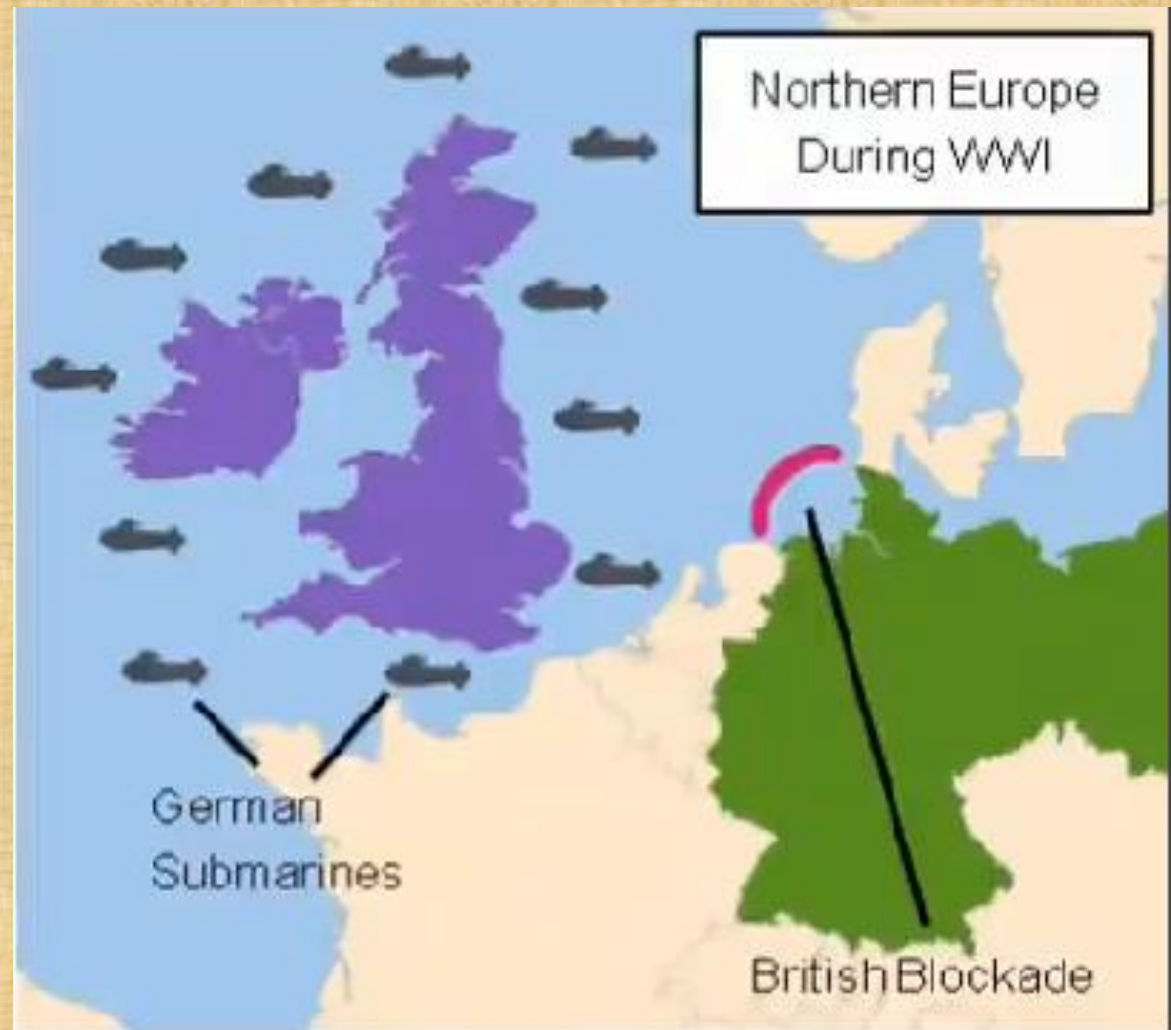 Northern Europe
During WWI
German
Submarines
British Blockade